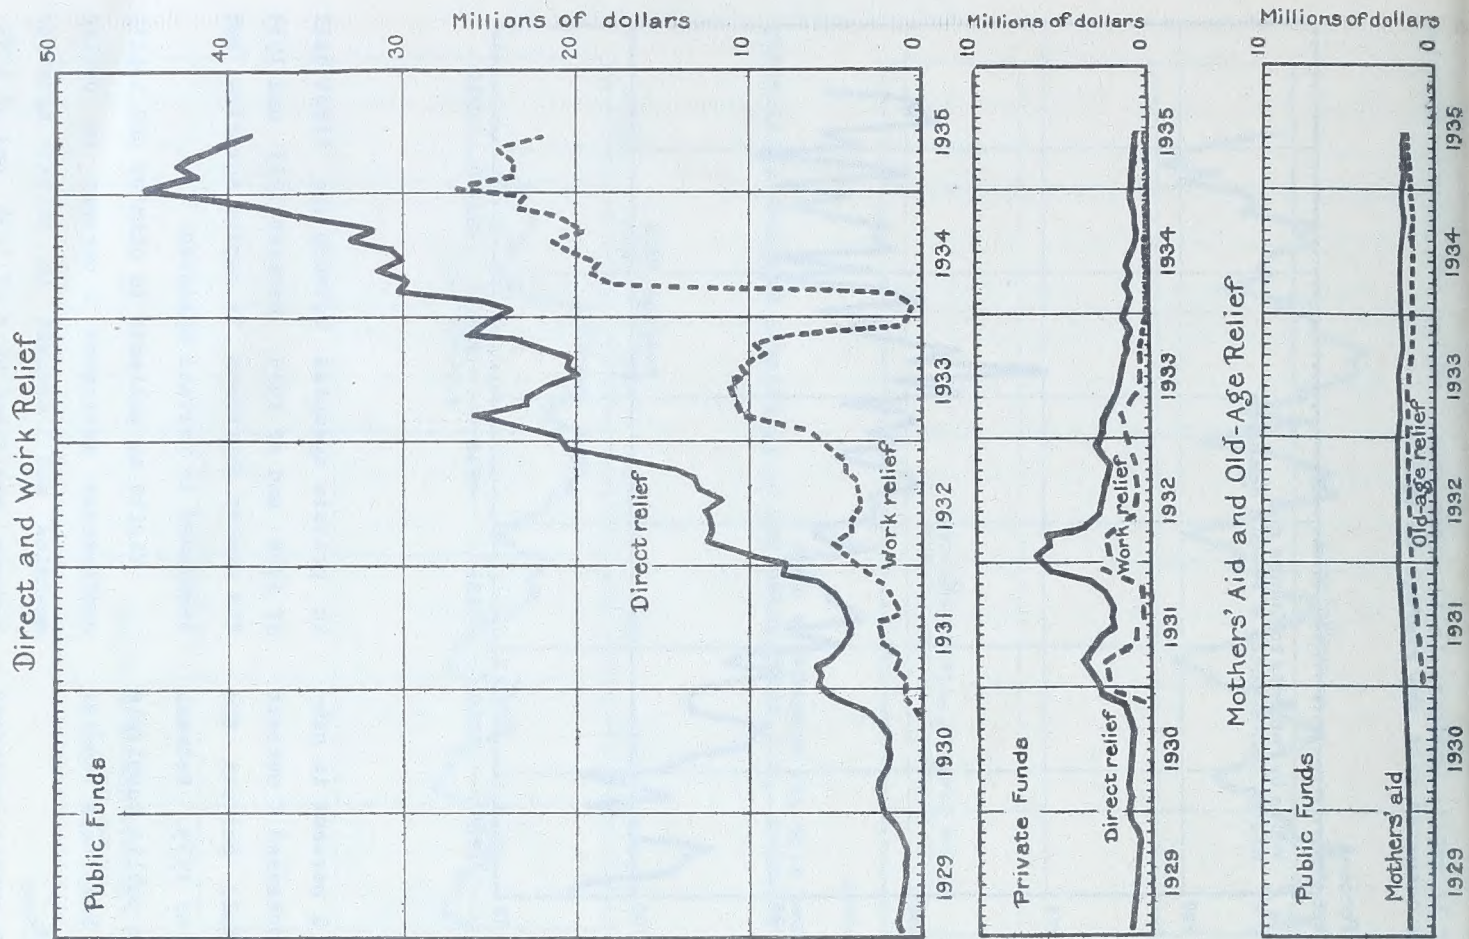 Direct and Work Relief
Public Funds
Millions of dollars
50
40
30
20
10
0
Direct relief
Work relief
1929
1930
1931
1932
1933
1934
1935
Private Funds
Millions of dollars
10
0
Direct relief
Work relief
1929
1930
1931
1932
1933
1934
1935
Mothers' Aid and Old-Age Relief
Public Funds
Millions of dollars
10
0
Mothers' aid
Old-age relief
1929
1930
1931
1932
1933
1934
1935